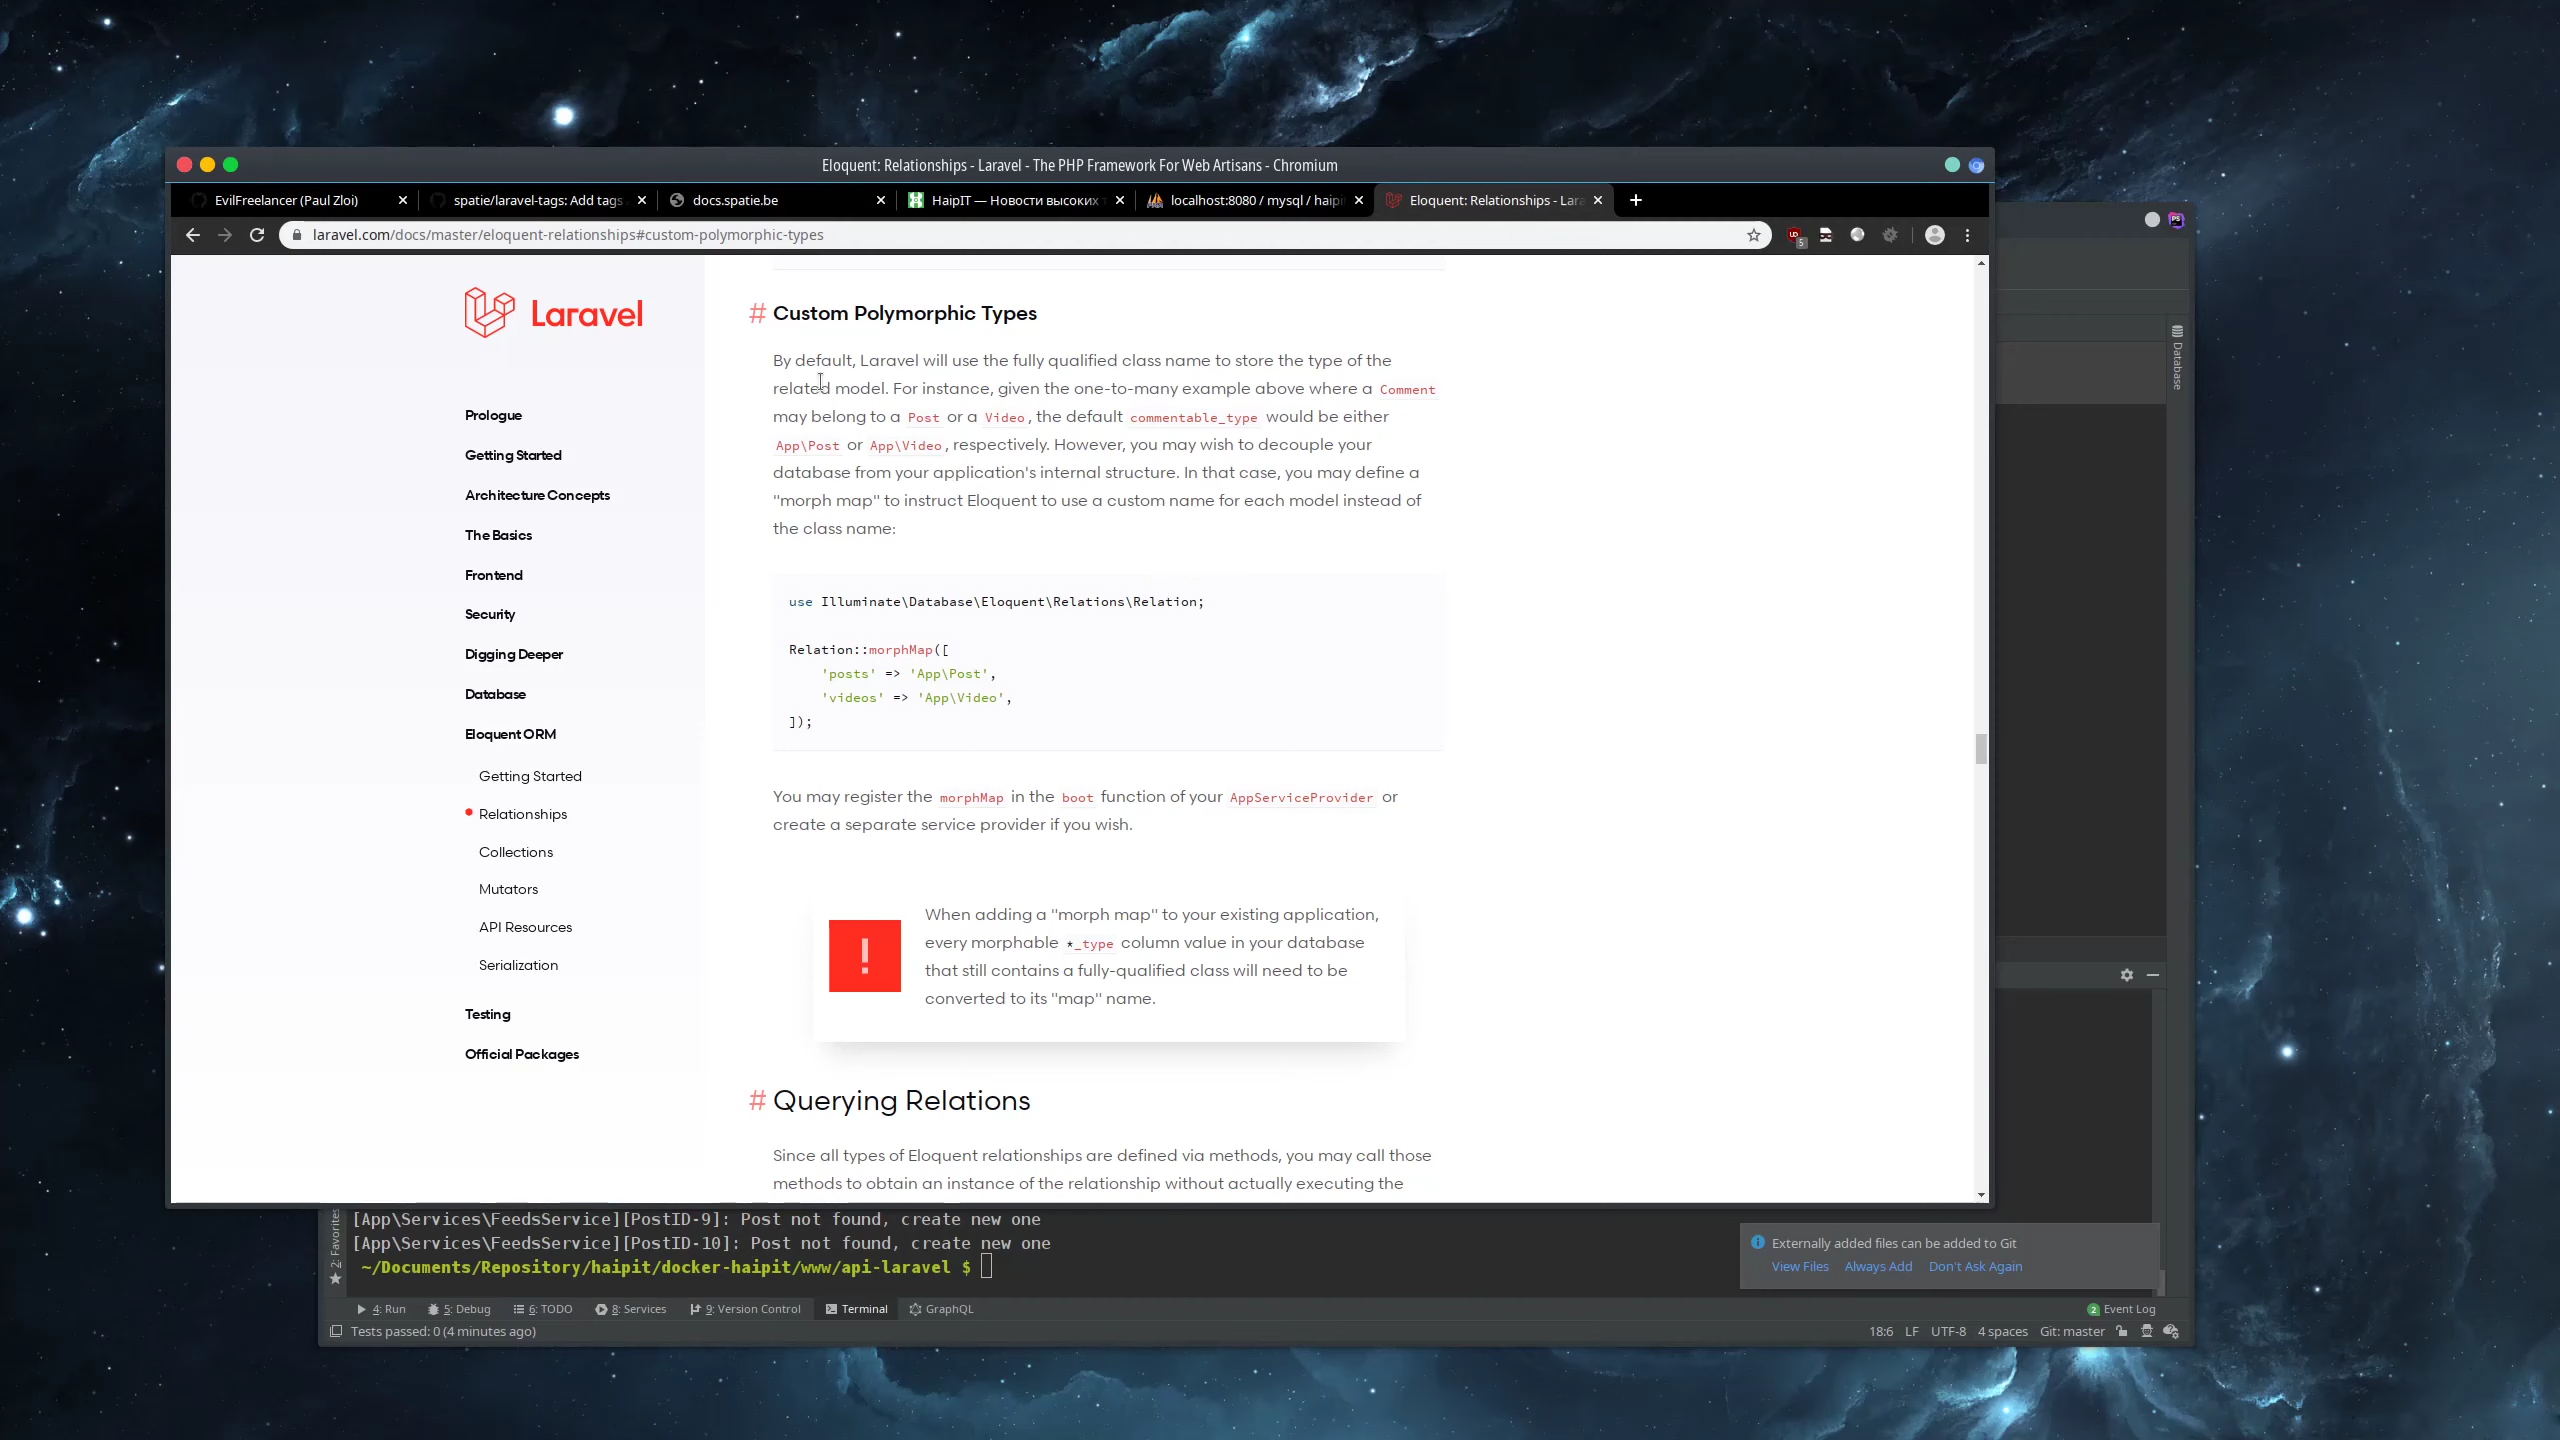 Eloquent: Relationships - Laravel - The PHP Framework For Web Artisans - Chromium
EvilFreelancer (Paul Zloi)
spatie/laravel-tags: Add tags
docs.spatie.be
HaipIT — Новости высоких
localhost:8080 / mysql / haipi
Eloquent: Relationships - Lara
laravel.com/docs/master/eloquent-relationships#custom-polymorphic-types
5
PS
Database
Laravel
Prologue
Getting Started
Architecture Concepts
The Basics
Frontend
Security
Digging Deeper
Database
Eloquent ORM
Getting Started
Relationships
Collections
Mutators
API Resources
Serialization
Testing
Official Packages
# Custom Polymorphic Types
By default, Laravel will use the fully qualified class name to store the type of the
related model. For instance, given the one-to-many example above where a Comment
may belong to a Post or a Video, the default commentable_type would be either
App\Post or App\Video, respectively. However, you may wish to decouple your
database from your application's internal structure. In that case, you may define a
"morph map" to instruct Eloquent to use a custom name for each model instead of
the class name:
use Illuminate\Database\Eloquent\Relations\Relation;
Relation::morphMap([
'posts' => 'App\Post',
'videos' => 'App\Video',
]);
You may register the morphMap in the boot function of your AppServiceProvider or
create a separate service provider if you wish.
!
When adding a "morph map" to your existing application,
every morphable *_type column value in your database
that still contains a fully-qualified class will need to be
converted to its "map" name.
# Querying Relations
Since all types of Eloquent relationships are defined via methods, you may call those
methods to obtain an instance of the relationship without actually executing the
2: Favorites
[App\Services\FeedsService][PostID-9]: Post not found, create new one
[App\Services\FeedsService][PostID-10]: Post not found, create new one
~/Documents/Repository/haipit/docker-haipit/www/api-laravel $
Externally added files can be added to Git
View Files Always Add Don't Ask Again
4: Run 5: Debug 6: TODO 8: Services 9: Version Control Terminal GraphQL
2 Event Log
Tests passed: 0 (4 minutes ago)
18:6 LF UTF-8 4 spaces Git: master